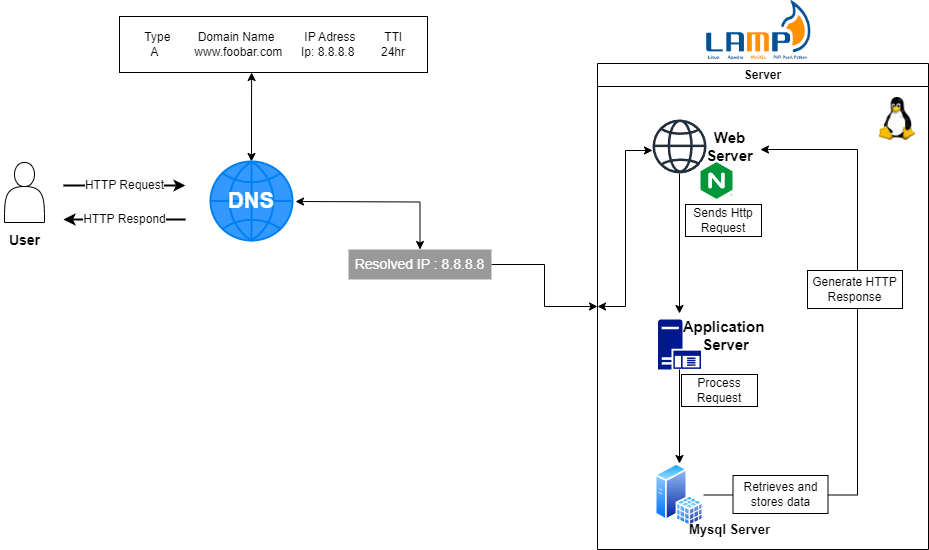 Type Domain Name IP Adress TTI
A www.foobar.com Ip: 8.8.8.8 24hr
LAMP
Linux Apache MySQL PHP, Pearl, Python
Server
HTTP Request
HTTP Respond
User
DNS
Resolved IP : 8.8.8.8
Web
Server
N
Sends Http
Request
Generate HTTP
Response
Application
Server
Process
Request
Retrieves and
stores data
Mysql Server